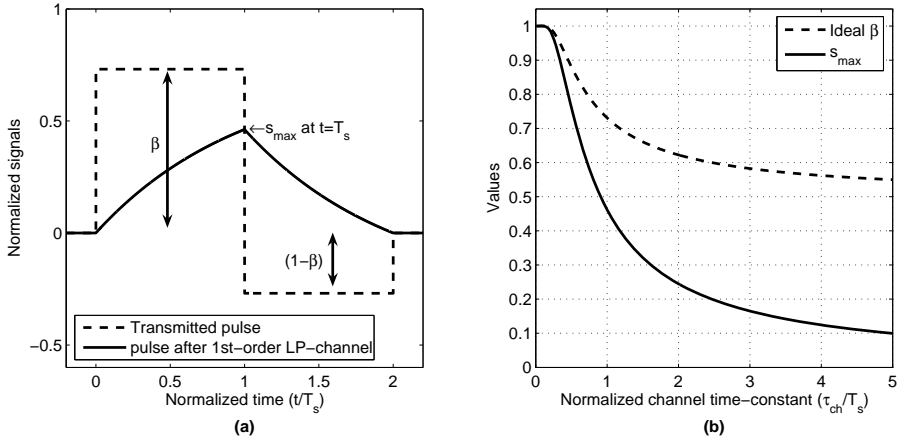 1
0.5
0
−0.5
Normalized signals
β
←s_max at t=T_s
(1−β)
Transmitted pulse
pulse after 1st−order LP−channel
0
0.5
1
1.5
2
Normalized time (t/T_s)
(a)
1
0.9
0.8
0.7
0.6
0.5
0.4
0.3
0.2
0.1
0
Values
Ideal β
s_max
0
1
2
3
4
5
Normalized channel time−constant (τ_ch/T_s)
(b)